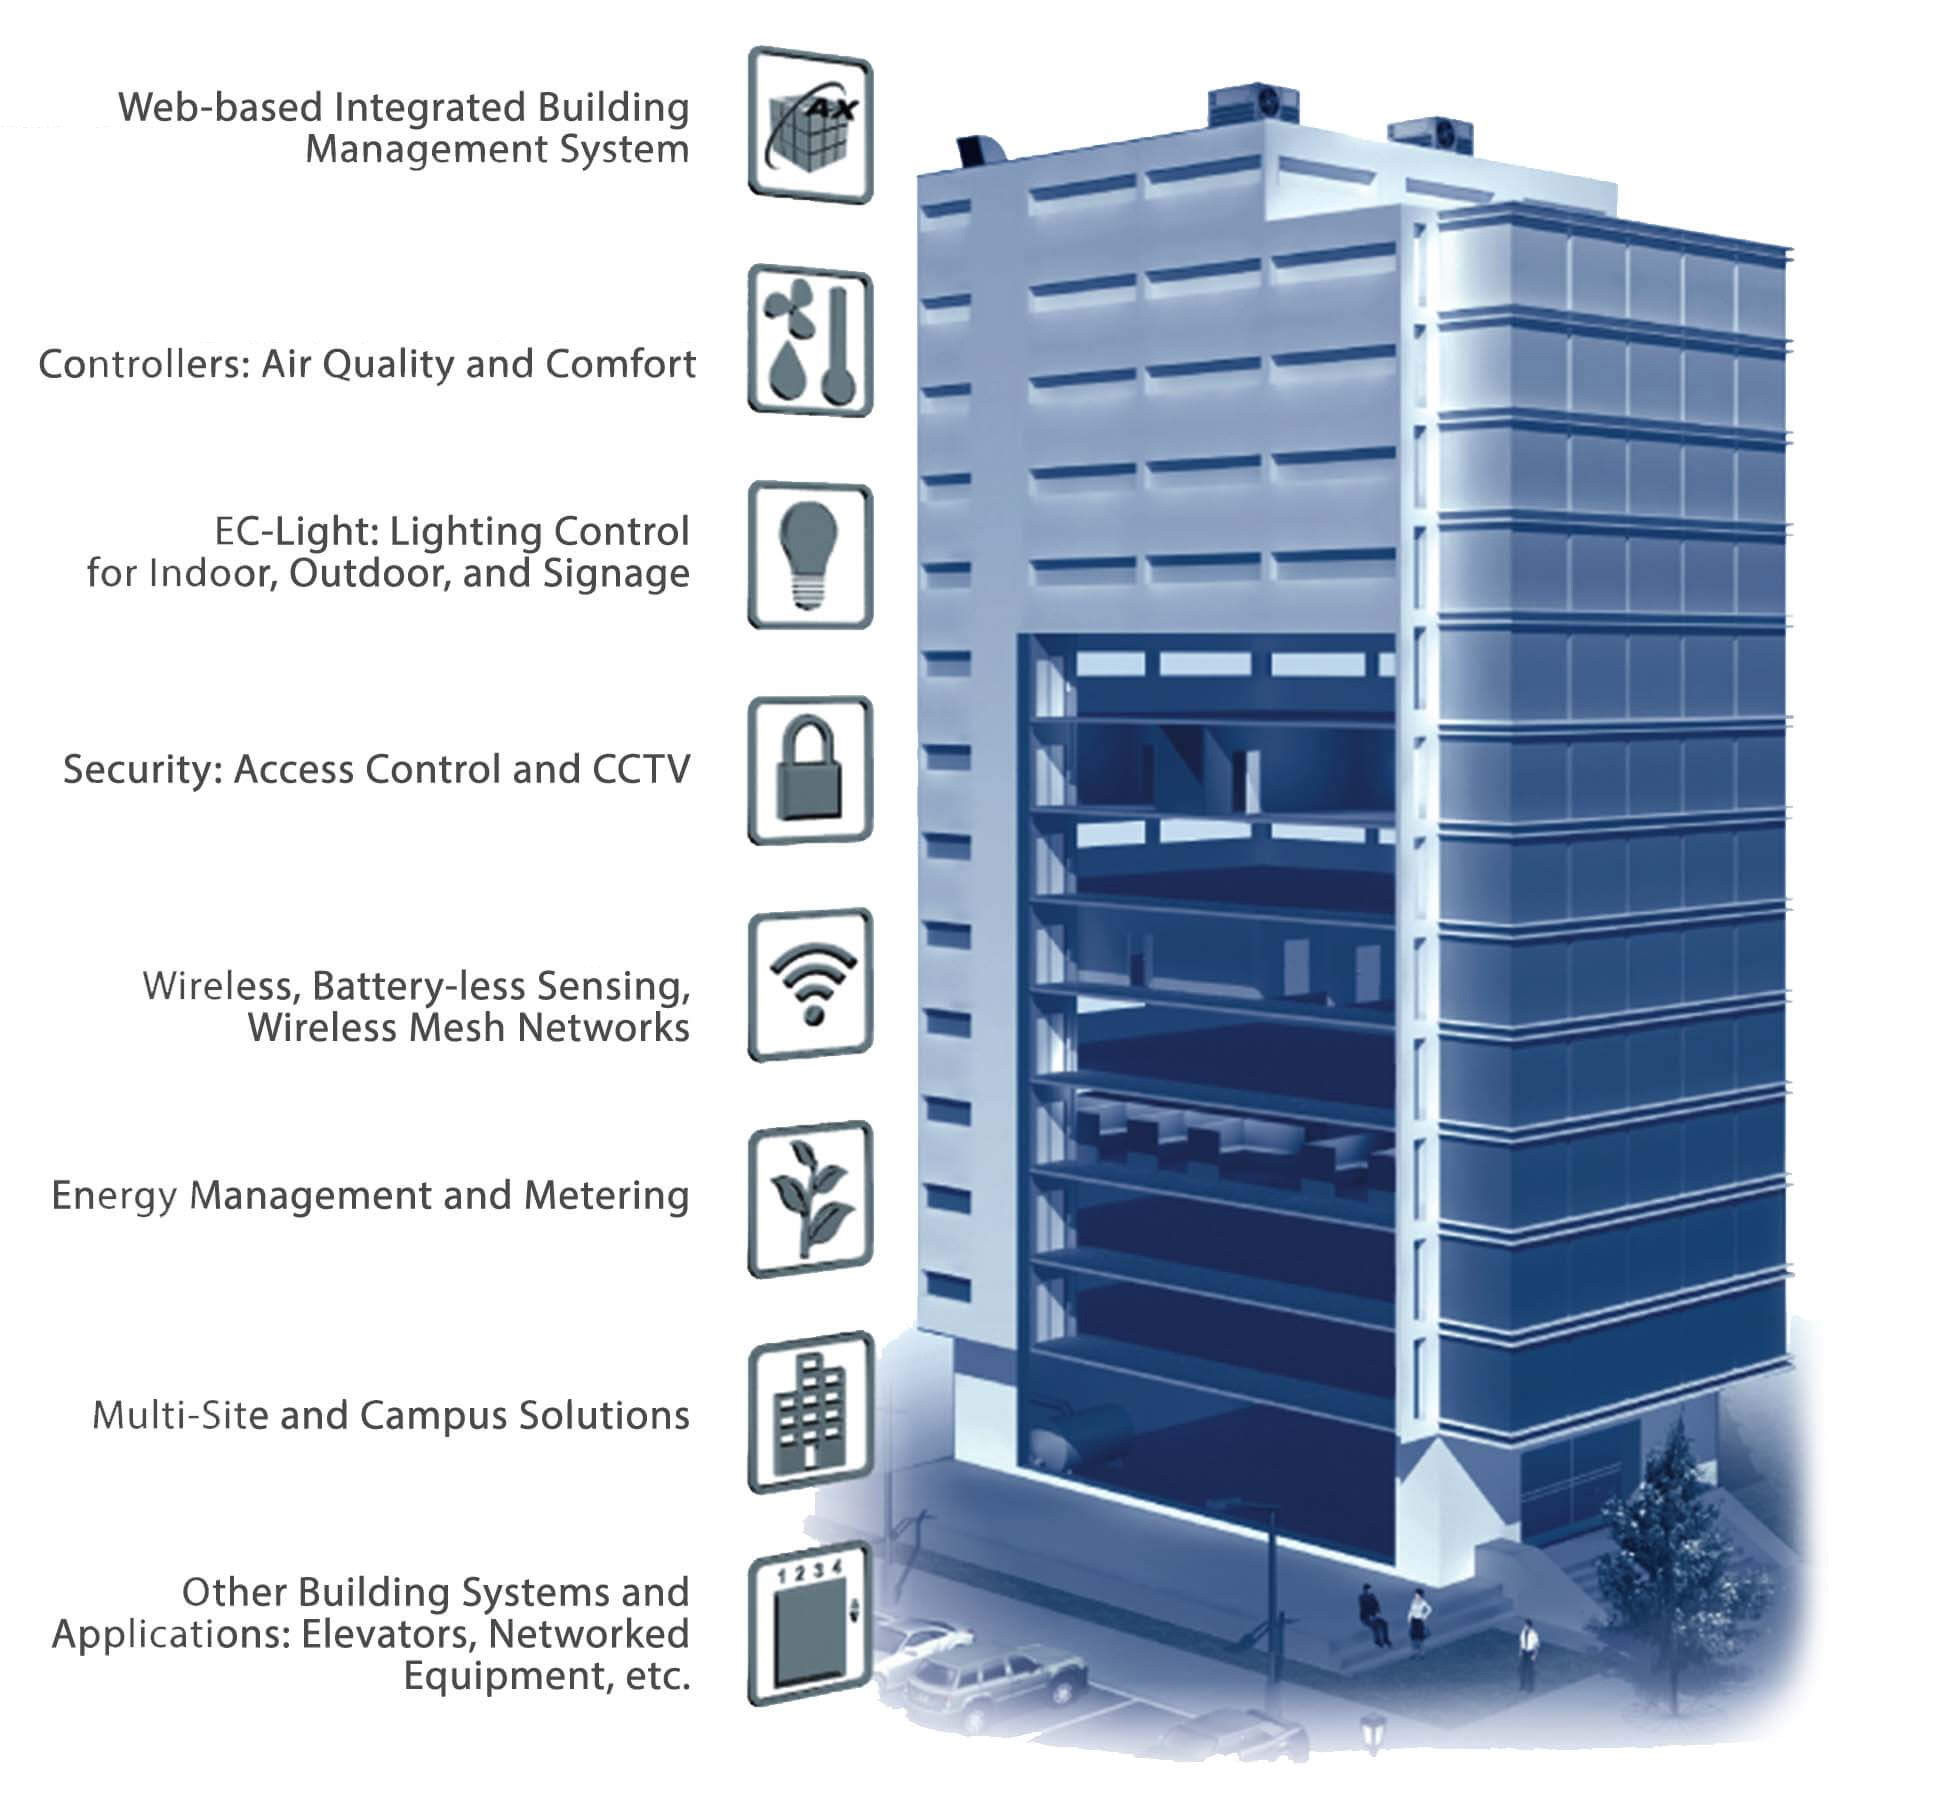 Web-based Integrated Building
Management System
AX
Controllers: Air Quality and Comfort
EC-Light: Lighting Control
for Indoor, Outdoor, and Signage
Security: Access Control and CCTV
Wireless, Battery-less Sensing,
Wireless Mesh Networks
Energy Management and Metering
Multi-Site and Campus Solutions
1 2 3 4
Other Building Systems and
Applications: Elevators, Networked
Equipment, etc.